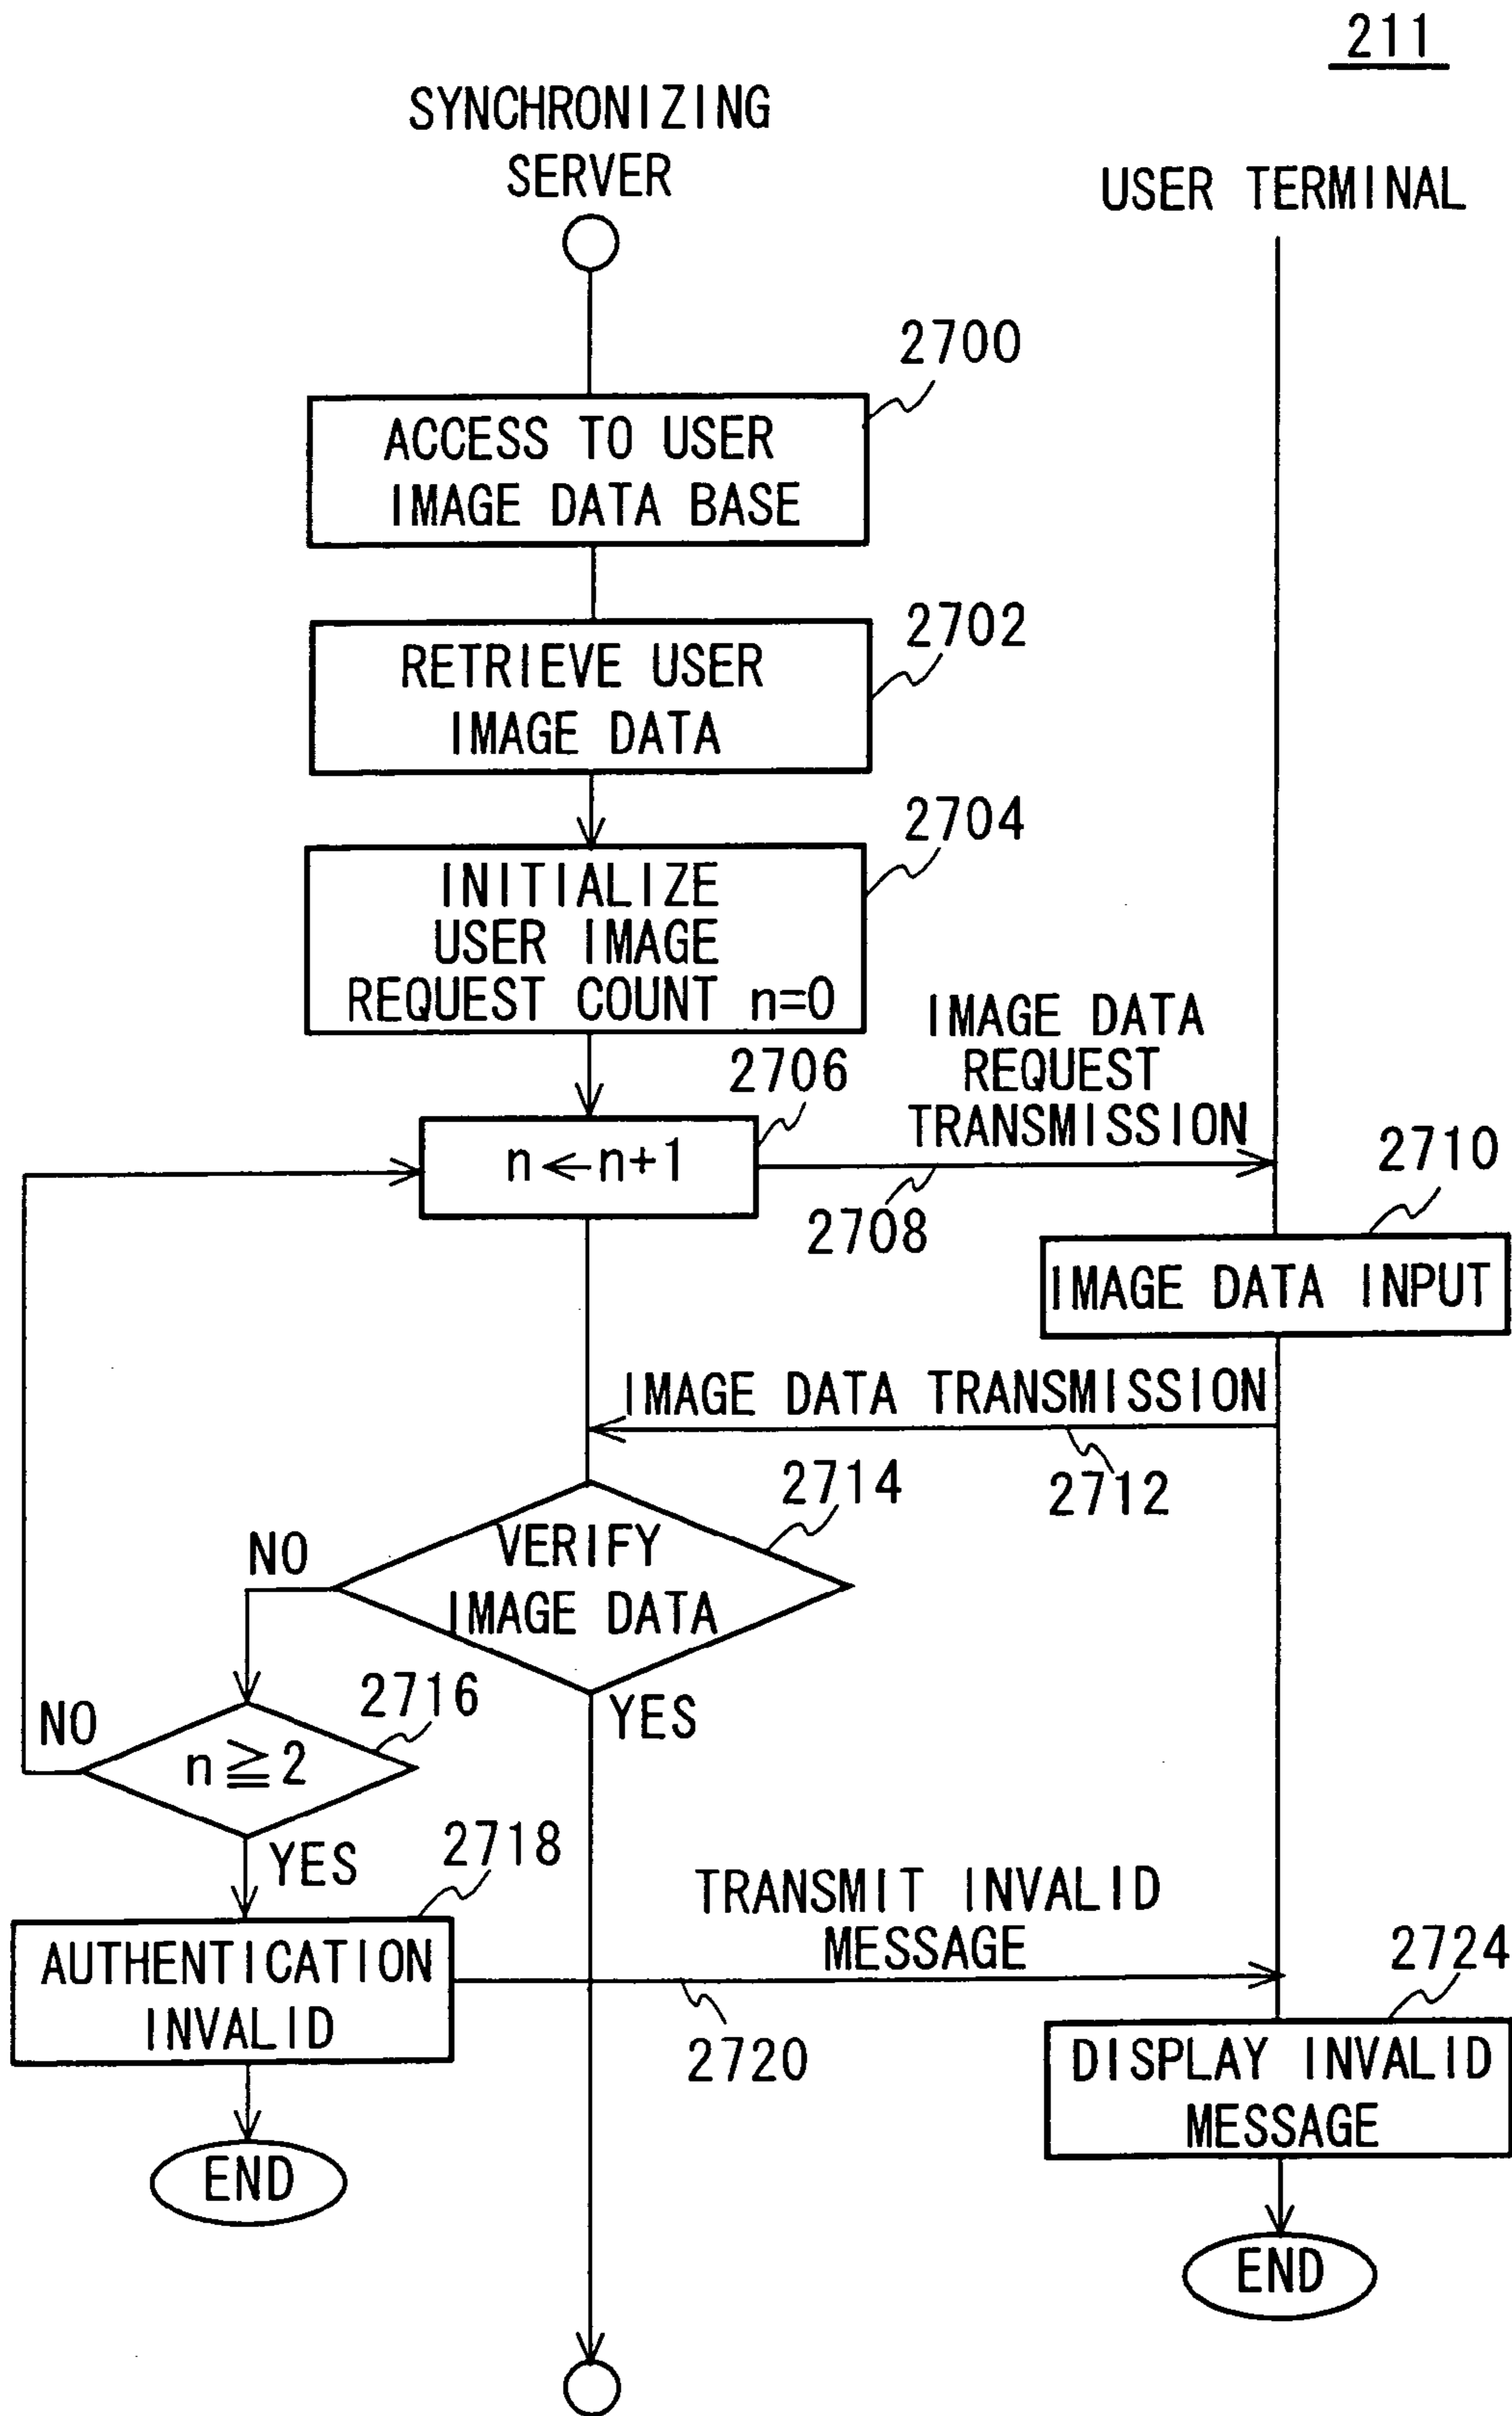 211
SYNCHRONIZING
SERVER
USER TERMINAL
2700
ACCESS TO USER
IMAGE DATA BASE
2702
RETRIEVE USER
IMAGE DATA
2704
INITIALIZE
USER IMAGE
REQUEST COUNT n=0
IMAGE DATA
REQUEST
TRANSMISSION
2706
n←n+1
2708
2710
IMAGE DATA INPUT
IMAGE DATA TRANSMISSION
2712
2714
VERIFY
IMAGE DATA
NO
YES
2716
n≧2
NO
YES
2718
AUTHENTICATION
INVALID
TRANSMIT INVALID
MESSAGE
2720
2724
DISPLAY INVALID
MESSAGE
END
END